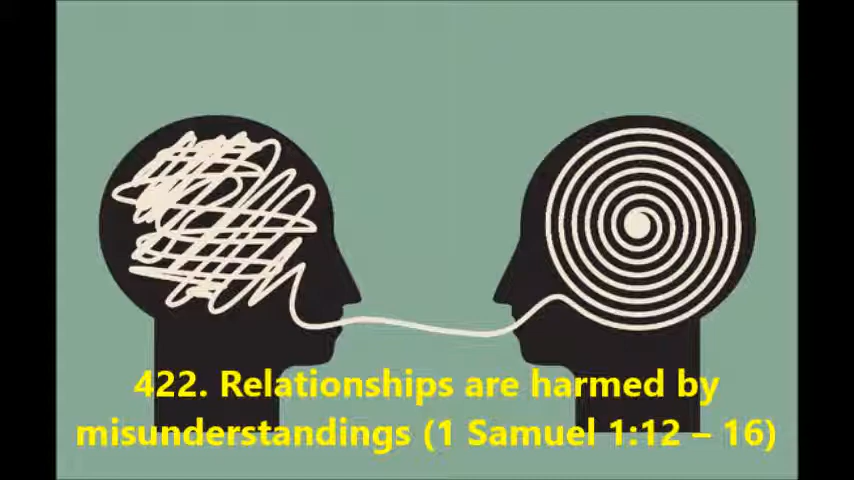 422. Relationships are harmed by
misunderstandings (1 Samuel 1:12 – 16)